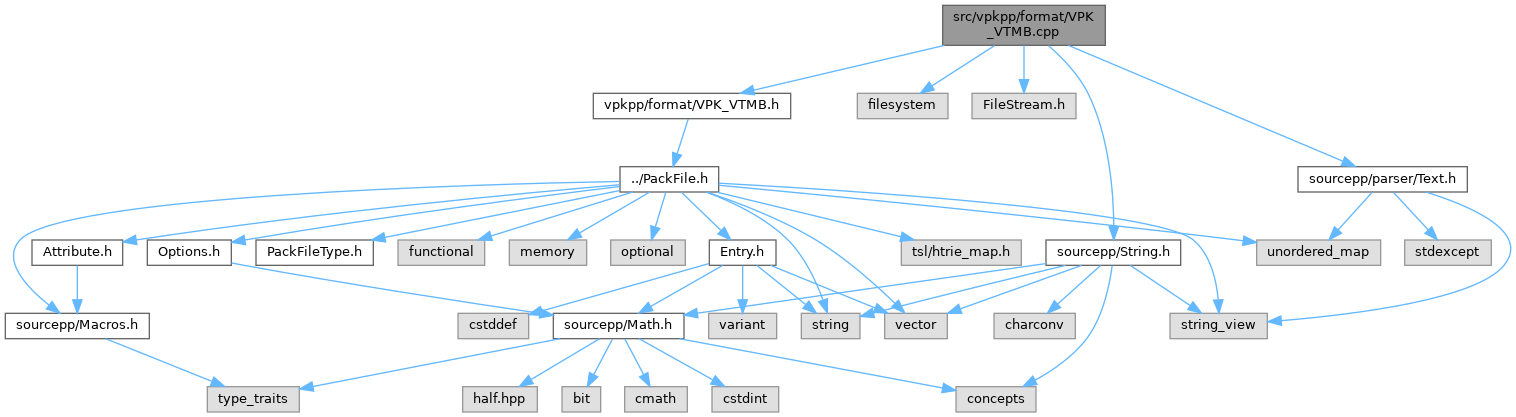 src/vpkpp/format/VPK
_VTMB.cpp
vpkpp/format/VPK_VTMB.h
filesystem
FileStream.h
../PackFile.h
sourcepp/parser/Text.h
Attribute.h
Options.h
PackFileType.h
functional
memory
optional
Entry.h
tsl/htrie_map.h
sourcepp/String.h
unordered_map
stdexcept
sourcepp/Macros.h
cstddef
sourcepp/Math.h
variant
string
vector
charconv
string_view
type_traits
half.hpp
bit
cmath
cstdint
concepts